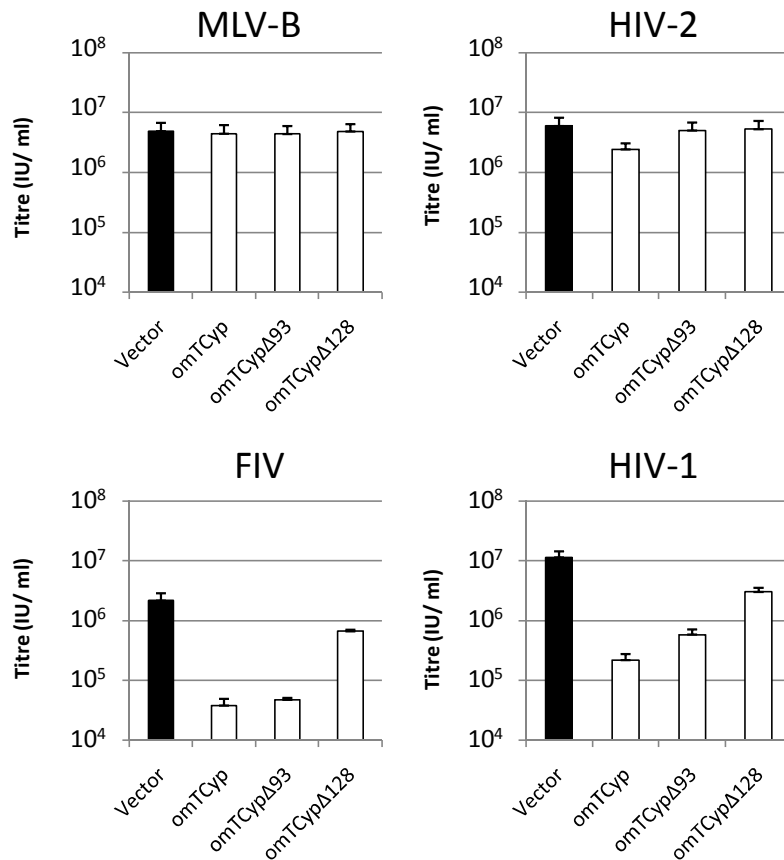 MLV-B
Titre (IU/ ml)
10⁸
10⁷
10⁶
10⁵
10⁴
Vector
omTCyp
omTCypΔ93
omTCypΔ128
HIV-2
Titre (IU/ ml)
10⁸
10⁷
10⁶
10⁵
10⁴
Vector
omTCyp
omTCypΔ93
omTCypΔ128
FIV
Titre (IU/ ml)
10⁸
10⁷
10⁶
10⁵
10⁴
Vector
omTCyp
omTCypΔ93
omTCypΔ128
HIV-1
Titre (IU/ ml)
10⁸
10⁷
10⁶
10⁵
10⁴
Vector
omTCyp
omTCypΔ93
omTCypΔ128